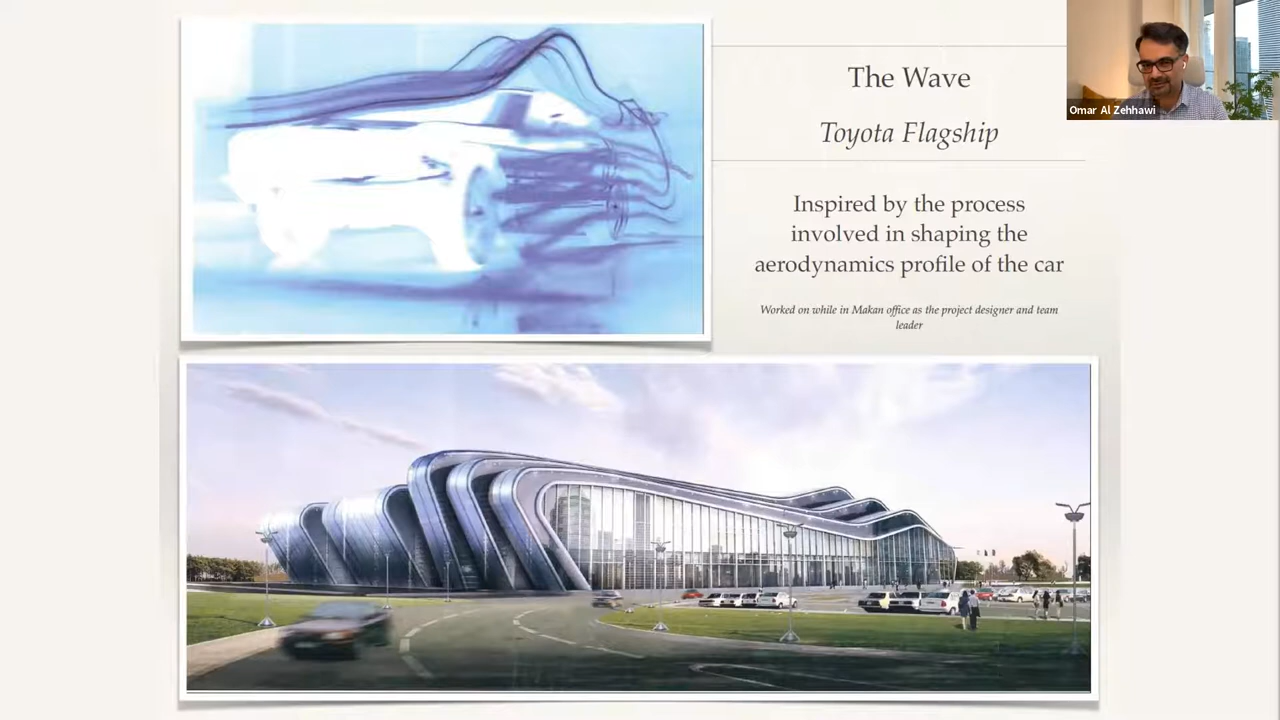 The Wave
Toyota Flagship
Inspired by the process
involved in shaping the
aerodynamics profile of the car
Worked on while in Makan office as the project designer and team
leader
Omar Al Zehhawi